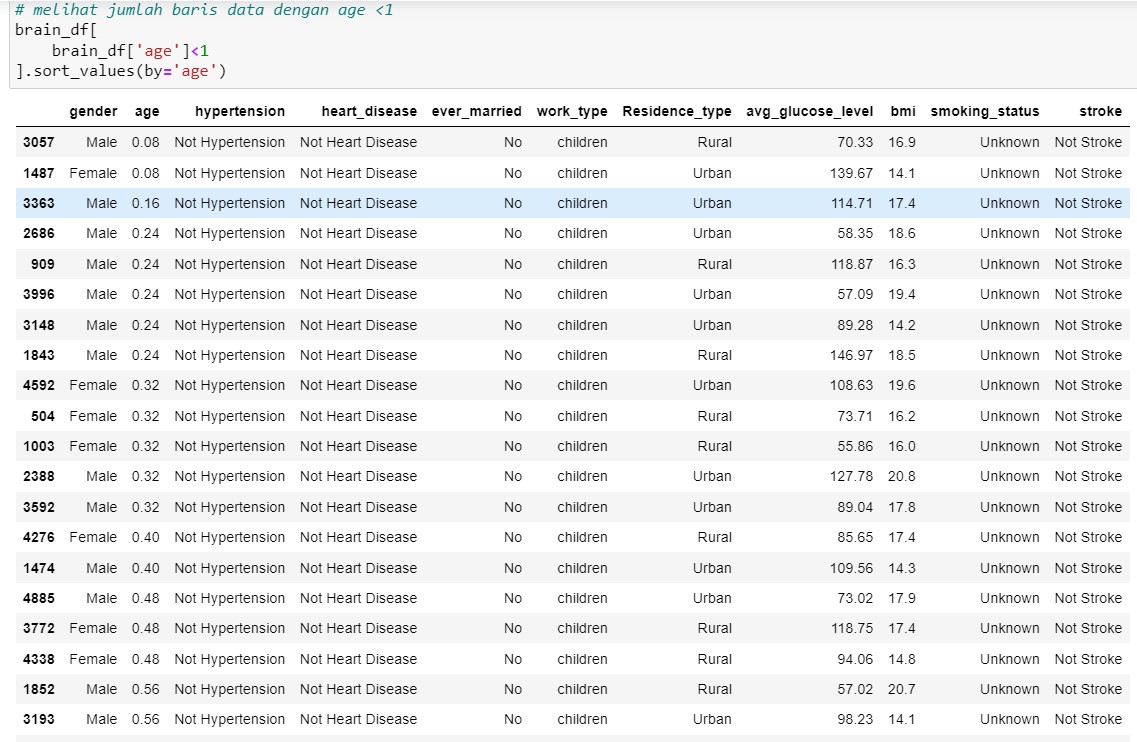 # melihat jumlah baris data dengan age <1
brain_df[
    brain_df['age']<1
].sort_values(by='age')
gender age hypertension heart_disease ever_married work_type Residence_type avg_glucose_level bmi smoking_status stroke
3057 Male 0.08 Not Hypertension Not Heart Disease No children Rural 70.33 16.9 Unknown Not Stroke
1487 Female 0.08 Not Hypertension Not Heart Disease No children Urban 139.67 14.1 Unknown Not Stroke
3363 Male 0.16 Not Hypertension Not Heart Disease No children Urban 114.71 17.4 Unknown Not Stroke
2686 Male 0.24 Not Hypertension Not Heart Disease No children Urban 58.35 18.6 Unknown Not Stroke
909 Male 0.24 Not Hypertension Not Heart Disease No children Rural 118.87 16.3 Unknown Not Stroke
3996 Male 0.24 Not Hypertension Not Heart Disease No children Urban 57.09 19.4 Unknown Not Stroke
3148 Male 0.24 Not Hypertension Not Heart Disease No children Urban 89.28 14.2 Unknown Not Stroke
1843 Male 0.24 Not Hypertension Not Heart Disease No children Rural 146.97 18.5 Unknown Not Stroke
4592 Female 0.32 Not Hypertension Not Heart Disease No children Urban 108.63 19.6 Unknown Not Stroke
504 Female 0.32 Not Hypertension Not Heart Disease No children Rural 73.71 16.2 Unknown Not Stroke
1003 Female 0.32 Not Hypertension Not Heart Disease No children Rural 55.86 16.0 Unknown Not Stroke
2388 Male 0.32 Not Hypertension Not Heart Disease No children Urban 127.78 20.8 Unknown Not Stroke
3592 Male 0.32 Not Hypertension Not Heart Disease No children Urban 89.04 17.8 Unknown Not Stroke
4276 Female 0.40 Not Hypertension Not Heart Disease No children Rural 85.65 17.4 Unknown Not Stroke
1474 Male 0.40 Not Hypertension Not Heart Disease No children Urban 109.56 14.3 Unknown Not Stroke
4885 Male 0.48 Not Hypertension Not Heart Disease No children Urban 73.02 17.9 Unknown Not Stroke
3772 Female 0.48 Not Hypertension Not Heart Disease No children Rural 118.75 17.4 Unknown Not Stroke
4338 Female 0.48 Not Hypertension Not Heart Disease No children Rural 94.06 14.8 Unknown Not Stroke
1852 Male 0.56 Not Hypertension Not Heart Disease No children Rural 57.02 20.7 Unknown Not Stroke
3193 Male 0.56 Not Hypertension Not Heart Disease No children Urban 98.23 14.1 Unknown Not Stroke